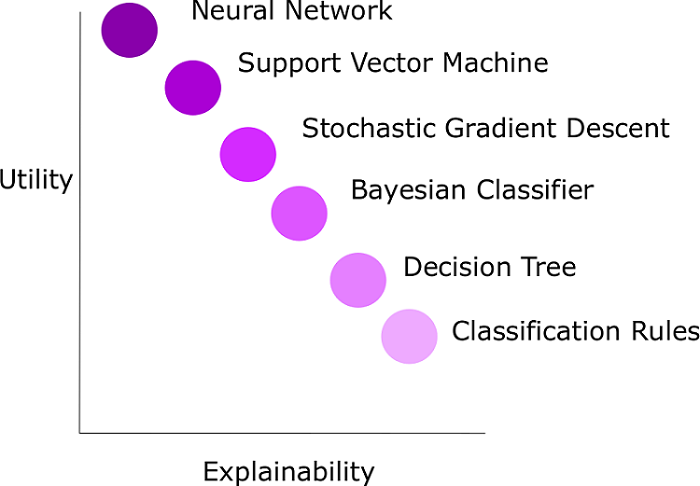 Neural Network
Support Vector Machine
Stochastic Gradient Descent
Utility
Bayesian Classifier
Decision Tree
Classification Rules
Explainability